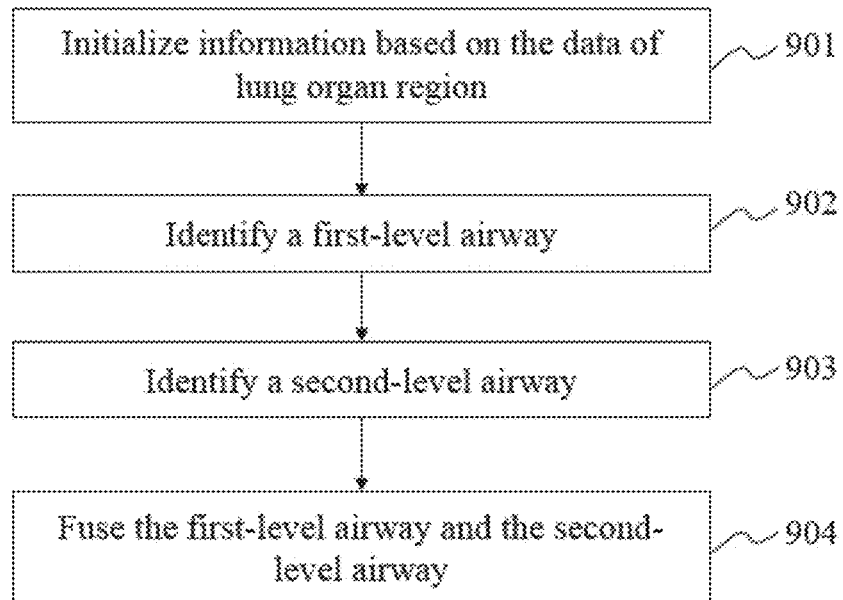 Initialize information based on the data of
lung organ region
901
Identify a first-level airway
902
Identify a second-level airway
903
Fuse the first-level airway and the second-
level airway
904